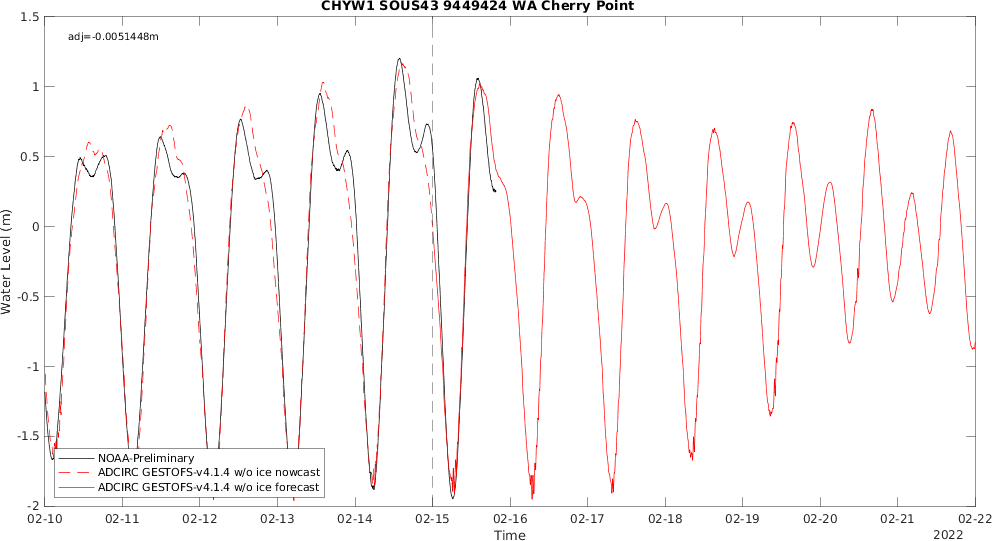 CHYW1 SOUS43 9449424 WA Cherry Point
adj=-0.0051448m
1.5
1
0.5
0
-0.5
-1
-1.5
-2
Water Level (m)
NOAA-Preliminary
ADCIRC GESTOFS-v4.1.4 w/o ice nowcast
ADCIRC GESTOFS-v4.1.4 w/o ice forecast
02-10 02-11 02-12 02-13 02-14 02-15 02-16 02-17 02-18 02-19 02-20 02-21 02-22
Time
2022